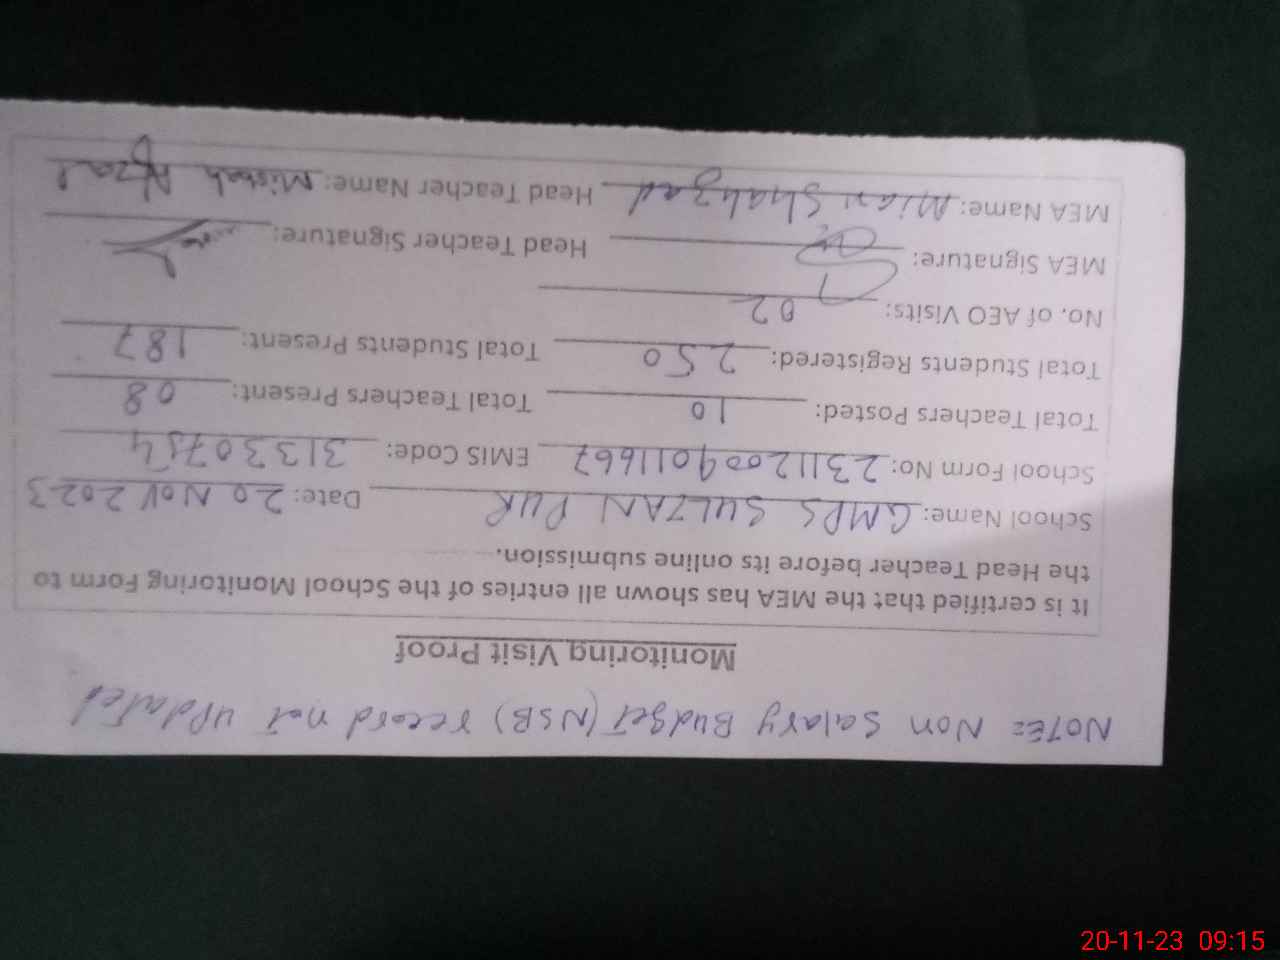 NOTE:- NON Salary Budget (NSB) record not updated
Monitoring Visit Proof
It is certified that the MEA has shown all entries of the School Monitoring Form to
the Head Teacher before its online submission.
School Name: GMPS SULTAN PUR Date: 20 NOV 2023
School Form No: 23112009011667 EMIS Code: 31330754
Total Teachers Posted: 10 Total Teachers Present: 08
Total Students Registered: 250 Total Students Present: 187
No. of AEO Visits: 02
MEA Signature: Head Teacher Signature:
MEA Name: Mian Shahzad Head Teacher Name: Misbah Afzal
20-11-23 09:15